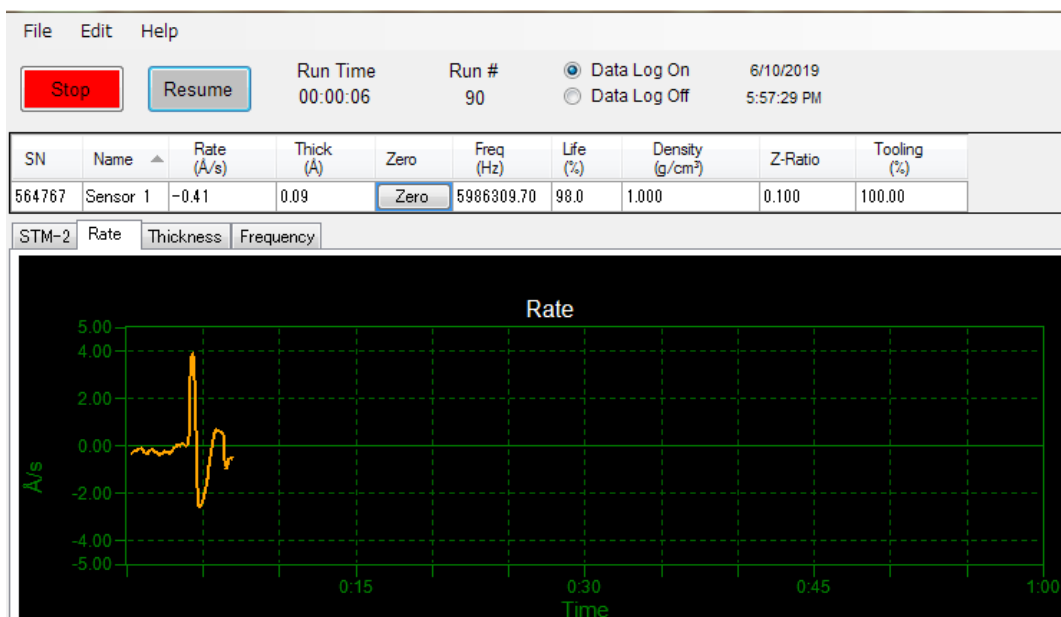 File Edit Help
Stop Resume Run Time Run # Data Log On 6/10/2019
00:00:06 90 Data Log Off 5:57:29 PM
SN Name Rate (Å/s) Thick (Å) Zero Freq (Hz) Life (%) Density (g/cm³) Z-Ratio Tooling (%)
564767 Sensor 1 -0.41 0.09 Zero 5986309.70 98.0 1.000 0.100 100.00
STM-2 Rate Thickness Frequency
Rate
5.00
4.00
2.00
0.00
-2.00
-4.00
-5.00
Å/s
0:15 0:30 0:45 1:00
Time